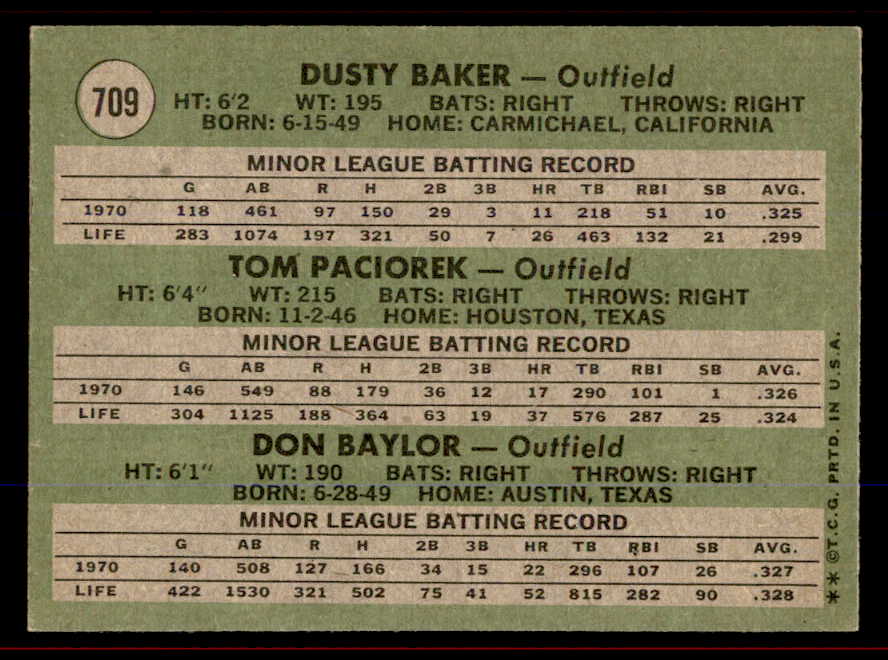 709
DUSTY BAKER — Outfield
HT: 6'2 WT: 195 BATS: RIGHT THROWS: RIGHT
BORN: 6-15-49 HOME: CARMICHAEL, CALIFORNIA
MINOR LEAGUE BATTING RECORD
G AB R H 2B 3B HR TB RBI SB AVG.
1970 118 461 97 150 29 3 11 218 51 10 .325
LIFE 283 1074 197 321 50 7 26 463 132 21 .299
TOM PACIOREK — Outfield
HT: 6'4" WT: 215 BATS: RIGHT THROWS: RIGHT
BORN: 11-2-46 HOME: HOUSTON, TEXAS
MINOR LEAGUE BATTING RECORD
G AB R H 2B 3B HR TB RBI SB AVG.
1970 146 549 88 179 36 12 17 290 101 1 .326
LIFE 304 1125 188 364 63 19 37 576 287 25 .324
DON BAYLOR — Outfield
HT: 6'1" WT: 190 BATS: RIGHT THROWS: RIGHT
BORN: 6-28-49 HOME: AUSTIN, TEXAS
MINOR LEAGUE BATTING RECORD
G AB R H 2B 3B HR TB RBI SB AVG.
1970 140 508 127 166 34 15 22 296 107 26 .327
LIFE 422 1530 321 502 75 41 52 815 282 90 .328
** ©T.C.G. PRTD. IN U.S.A.